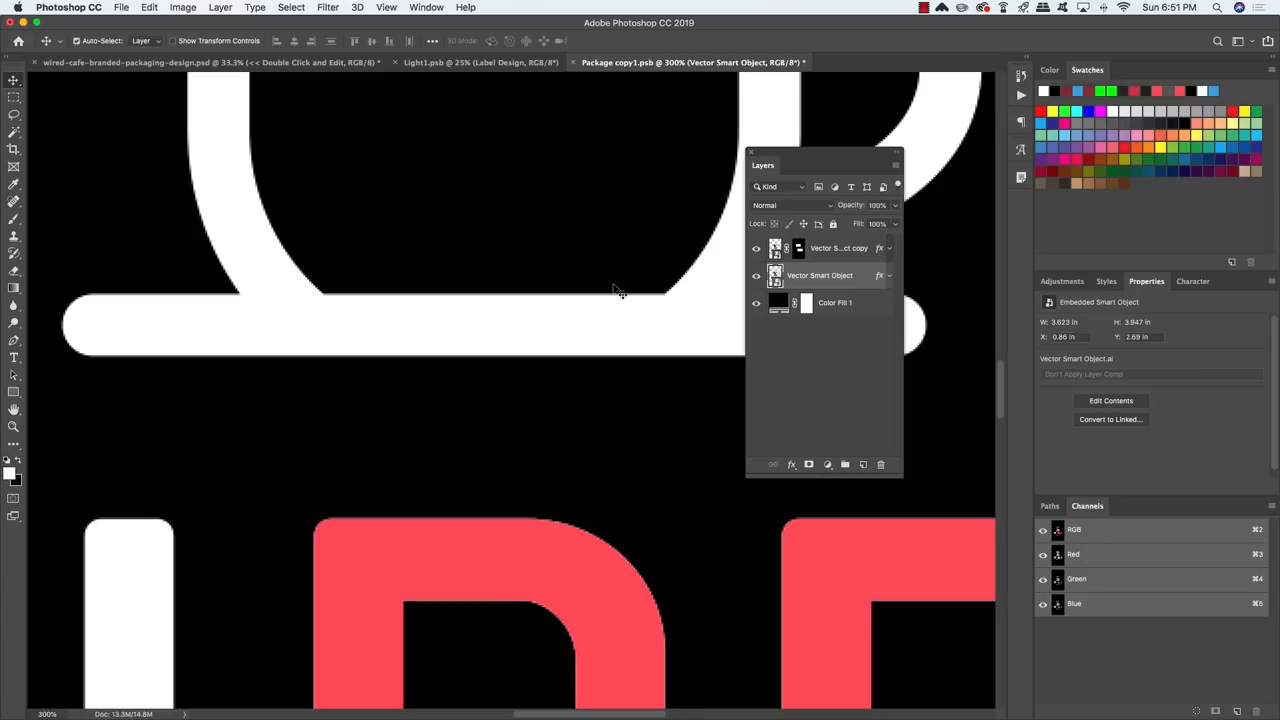 Photoshop CC File Edit Image Layer Type Select Filter 3D View Window Help Sun 6:51 PM
Adobe Photoshop CC 2019
Auto-Select: Layer Show Transform Controls 3D Mode:
wired-cafe-branded-packaging-design.psd @ 33.3% (<< Double Click and Edit, RGB/8) *
Light1.psb @ 25% (Label Design, RGB/8*)
Package copy1.psb @ 300% (Vector Smart Object, RGB/8*) *
Color Swatches
Layers
Kind
Normal Opacity: 100%
Lock: Fill: 100%
Vector S...ct copy fx
Vector Smart Object fx
Color Fill 1
fx
Adjustments Styles Properties Character
Embedded Smart Object
W: 3.623 in H: 3.947 in
X: 0.86 in Y: 2.69 in
Vector Smart Object.ai
Don't Apply Layer Comp
Edit Contents
Convert to Linked...
Paths Channels
RGB ⌘2
Red ⌘3
Green ⌘4
Blue ⌘5
300% Doc: 13.3M/14.8M